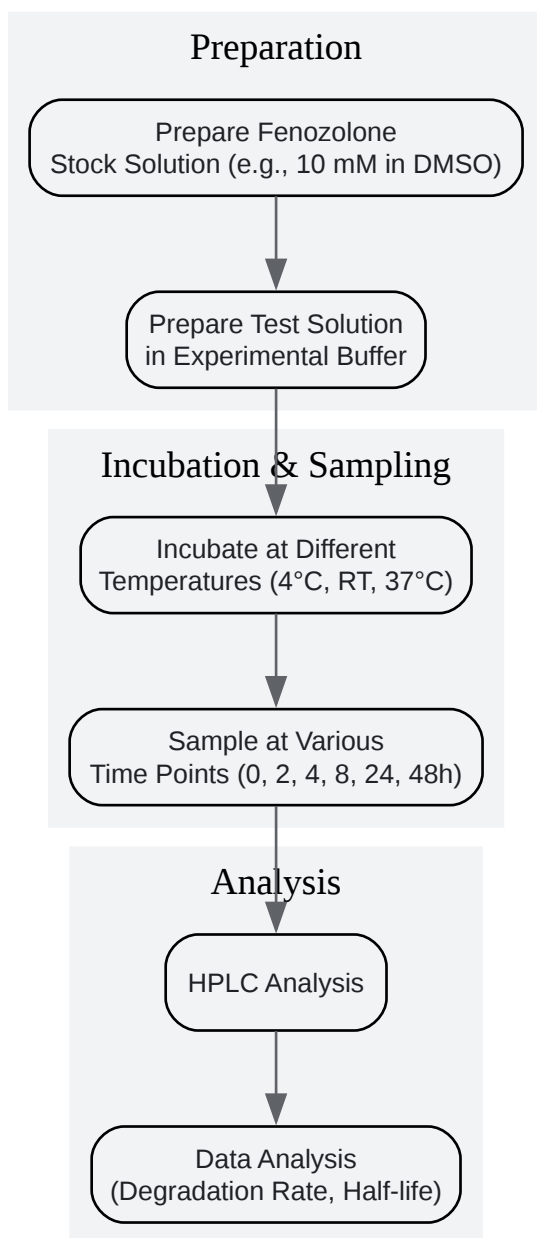 Preparation
Prepare Fenozolone
Stock Solution (e.g., 10 mM in DMSO)
Prepare Test Solution
in Experimental Buffer
Incubation & Sampling
Incubate at Different
Temperatures (4°C, RT, 37°C)
Sample at Various
Time Points (0, 2, 4, 8, 24, 48h)
Analysis
HPLC Analysis
Data Analysis
(Degradation Rate, Half-life)